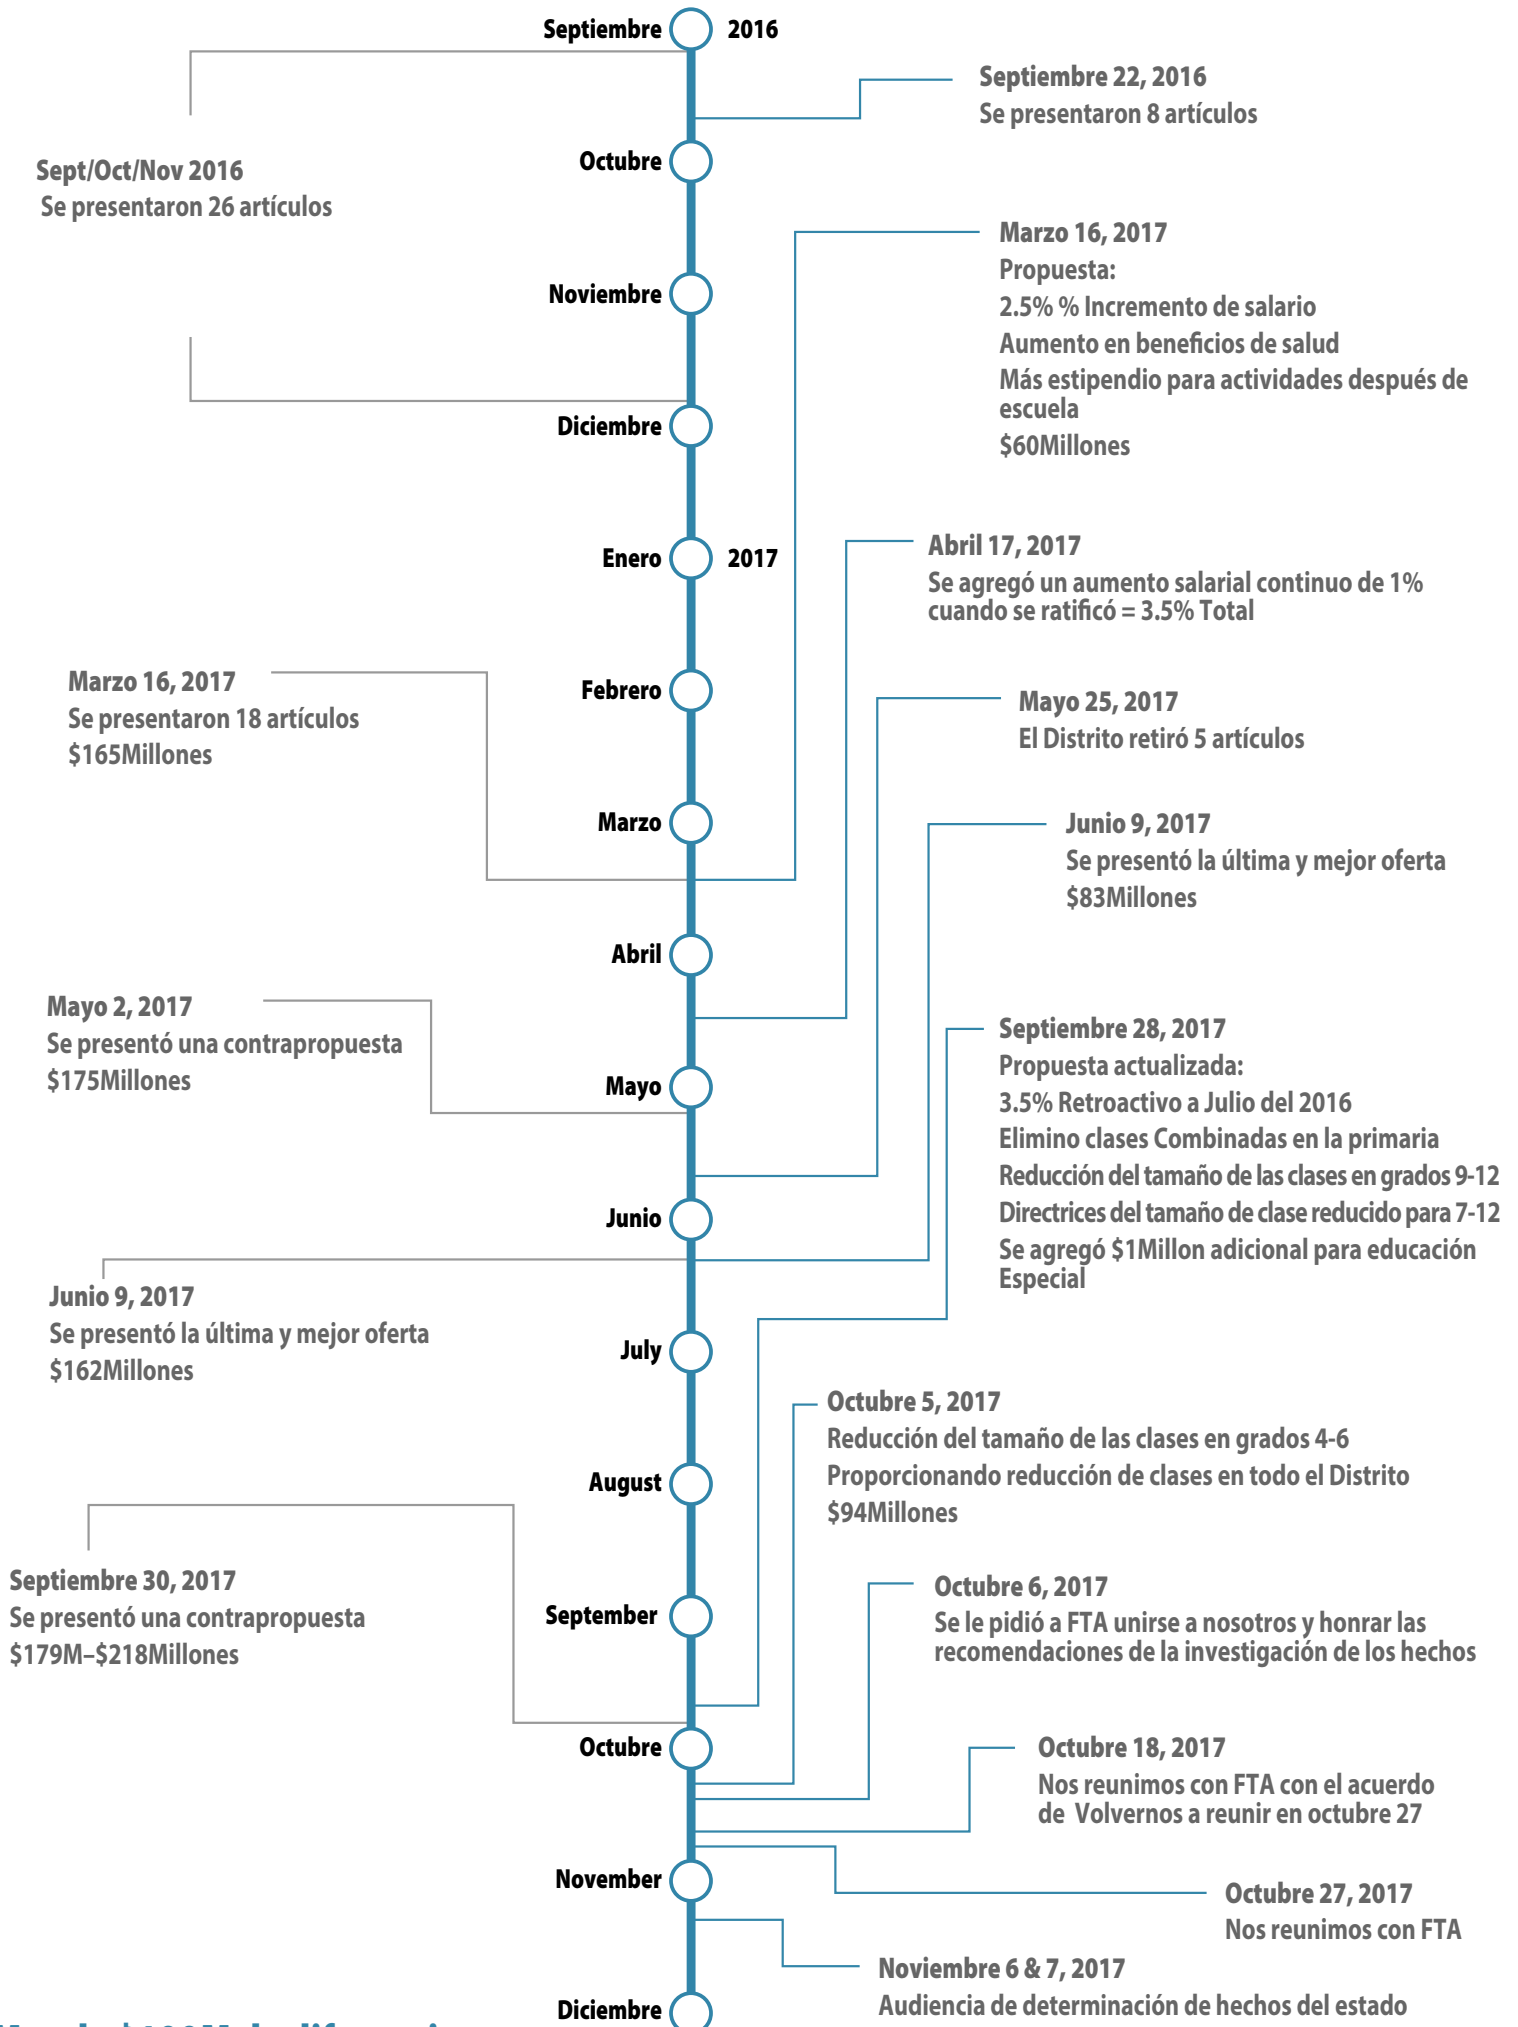 Septiembre 2016
Septiembre 22, 2016
Se presentaron 8 artículos
Octubre
Sept/Oct/Nov 2016
Se presentaron 26 artículos
Marzo 16, 2017
Propuesta:
2.5% % Incremento de salario
Aumento en beneficios de salud
Más estipendio para actividades después de
escuela
$60Millones
Noviembre
Diciembre
Enero 2017
Abril 17, 2017
Se agregó un aumento salarial continuo de 1%
cuando se ratificó = 3.5% Total
Marzo 16, 2017
Se presentaron 18 artículos
$165Millones
Febrero
Mayo 25, 2017
El Distrito retiró 5 artículos
Marzo
Junio 9, 2017
Se presentó la última y mejor oferta
$83Millones
Abril
Mayo 2, 2017
Se presentó una contrapropuesta
$175Millones
Mayo
Septiembre 28, 2017
Propuesta actualizada:
3.5% Retroactivo a Julio del 2016
Elimino clases Combinadas en la primaria
Reducción del tamaño de las clases en grados 9-12
Directrices del tamaño de clase reducido para 7-12
Se agregó $1Millon adicional para educación
Especial
Junio
Junio 9, 2017
Se presentó la última y mejor oferta
$162Millones
July
Octubre 5, 2017
Reducción del tamaño de las clases en grados 4-6
Proporcionando reducción de clases en todo el Distrito
$94Millones
August
Septiembre 30, 2017
Se presentó una contrapropuesta
$179M–$218Millones
September
Octubre 6, 2017
Se le pidió a FTA unirse a nosotros y honrar las
recomendaciones de la investigación de los hechos
Octubre
Octubre 18, 2017
Nos reunimos con FTA con el acuerdo
de Volvernos a reunir en octubre 27
November
Octubre 27, 2017
Nos reunimos con FTA
Noviembre 6 & 7, 2017
Audiencia de determinación de hechos del estado
Diciembre